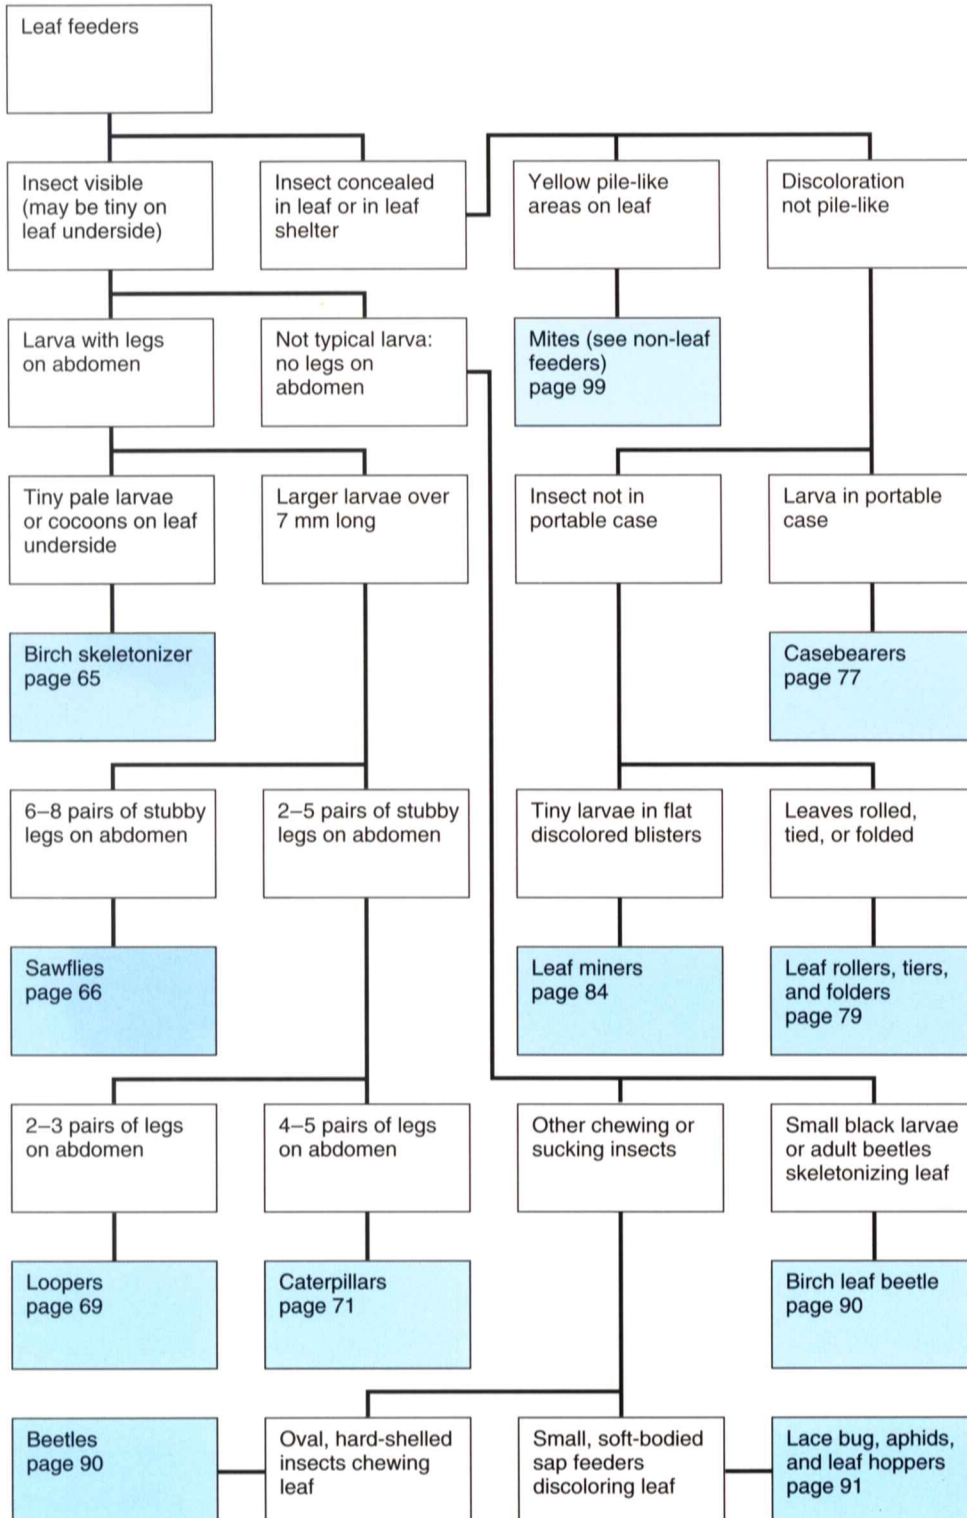 Leaf feeders
Insect visible
(may be tiny on
leaf underside)
Insect concealed
in leaf or in leaf
shelter
Yellow pile-like
areas on leaf
Discoloration
not pile-like
Larva with legs
on abdomen
Not typical larva:
no legs on
abdomen
Mites (see non-leaf
feeders)
page 99
Tiny pale larvae
or cocoons on leaf
underside
Larger larvae over
7 mm long
Insect not in
portable case
Larva in portable
case
Birch skeletonizer
page 65
Casebearers
page 77
6–8 pairs of stubby
legs on abdomen
2–5 pairs of stubby
legs on abdomen
Tiny larvae in flat
discolored blisters
Leaves rolled,
tied, or folded
Sawflies
page 66
Leaf miners
page 84
Leaf rollers, tiers,
and folders
page 79
2–3 pairs of legs
on abdomen
4–5 pairs of legs
on abdomen
Other chewing or
sucking insects
Small black larvae
or adult beetles
skeletonizing leaf
Loopers
page 69
Caterpillars
page 71
Birch leaf beetle
page 90
Beetles
page 90
Oval, hard-shelled
insects chewing
leaf
Small, soft-bodied
sap feeders
discoloring leaf
Lace bug, aphids,
and leaf hoppers
page 91